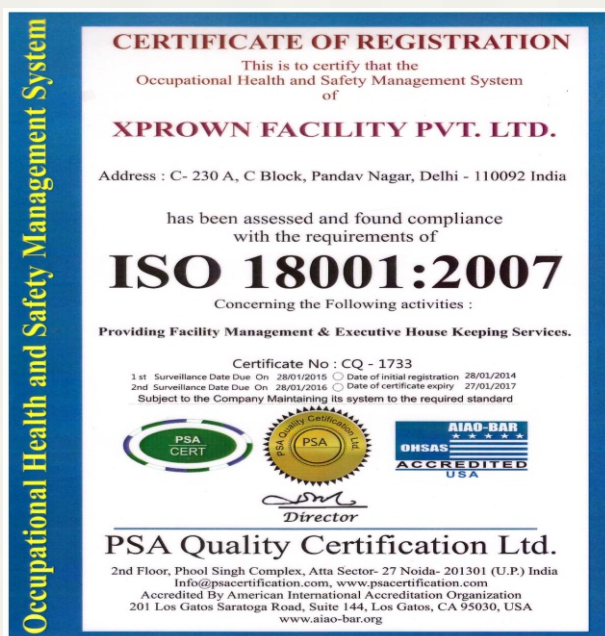 Occupational Health and Safety Management System
CERTIFICATE OF REGISTRATION
This is to certify that the
Occupational Health and Safety Management System
of
XPROWN FACILITY PVT. LTD.
Address : C- 230 A, C Block, Pandav Nagar, Delhi - 110092 India
has been assessed and found compliance
with the requirements of
ISO 18001:2007
Concerning the Following activities :
Providing Facility Management & Executive House Keeping Services.
Certificate No : CQ - 1733
1 st Surveillance Date Due On 28/01/2015 Date of initial registration 28/01/2014
2nd Surveillance Date Due On 28/01/2016 Date of certificate expiry 27/01/2017
Subject to the Company Maintaining its system to the required standard
PSA
CERT
PSA Quality Certification Ltd.
PSA
AIAO-BAR
OHSAS
ACCREDITED
USA
Director
PSA Quality Certification Ltd.
2nd Floor, Phool Singh Complex, Atta Sector- 27 Noida- 201301 (U.P.) India
Info@psacertification.com, www.psacertification.com
Accredited By American International Accreditation Organization
201 Los Gatos Saratoga Road, Suite 144, Los Gatos, CA 95030, USA
www.aiao-bar.org